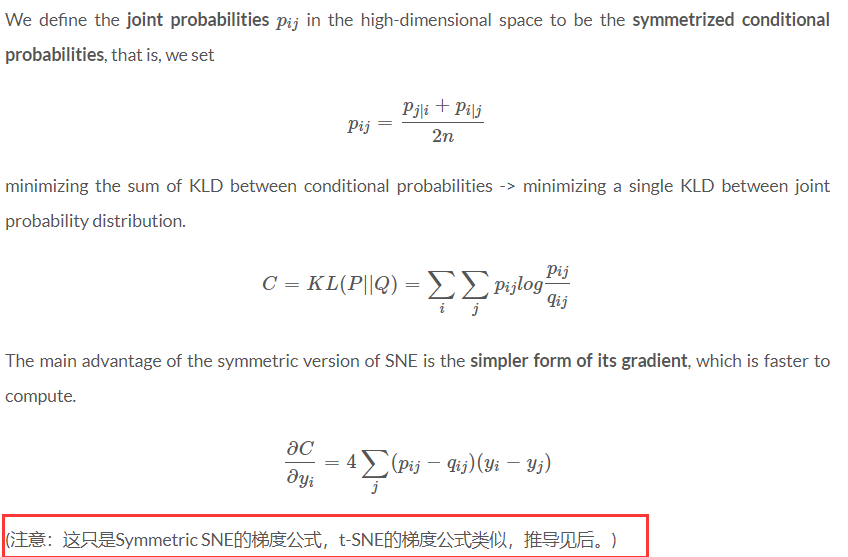 We define the joint probabilities p_{ij} in the high-dimensional space to be the symmetrized conditional
probabilities, that is, we set
p_{ij} = \frac{p_{j|i} + p_{i|j}}{2n}
minimizing the sum of KLD between conditional probabilities -> minimizing a single KLD between joint
probability distribution.
C = KL(P||Q) = \sum_i \sum_j p_{ij} log \frac{p_{ij}}{q_{ij}}
The main advantage of the symmetric version of SNE is the simpler form of its gradient, which is faster to
compute.
\frac{\partial C}{\partial y_i} = 4 \sum_j (p_{ij} - q_{ij})(y_i - y_j)
(注意：这只是Symmetric SNE的梯度公式，t-SNE的梯度公式类似，推导见后。)